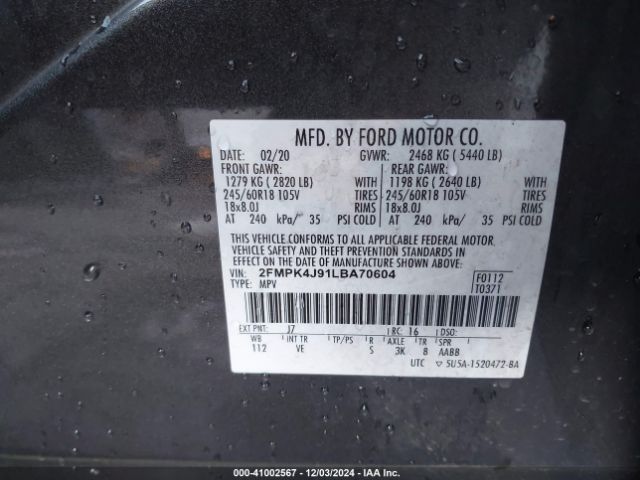 MFD. BY FORD MOTOR CO.
DATE: 02/20 GVWR: 2468 KG ( 5440 LB)
FRONT GAWR: REAR GAWR:
1279 KG ( 2820 LB) WITH 1198 KG ( 2640 LB) WITH
245/60R18 105V TIRES 245/60R18 105V TIRES
18x8.0J RIMS 18x8.0J RIMS
AT 240 kPa/ 35 PSI COLD AT 240 kPa/ 35 PSI COLD
THIS VEHICLE CONFORMS TO ALL APPLICABLE FEDERAL MOTOR
VEHICLE SAFETY AND BUMPER AND THEFT PREVENTION STANDARDS IN
EFFECT ON THE DATE OF MANUFACTURE SHOWN ABOVE.
VIN: 2FMPK4J91LBA70604 F0112
TYPE: MPV T0371
EXT PNT: J7 RC: 16 DSO:
WB INT TR TP/PS R AXLE TR SPR
112 VE S 3K 8 AABB
UTC ▽ 5U5A-1520472-BA
000-41002567 - 12/03/2024 - IAA Inc.